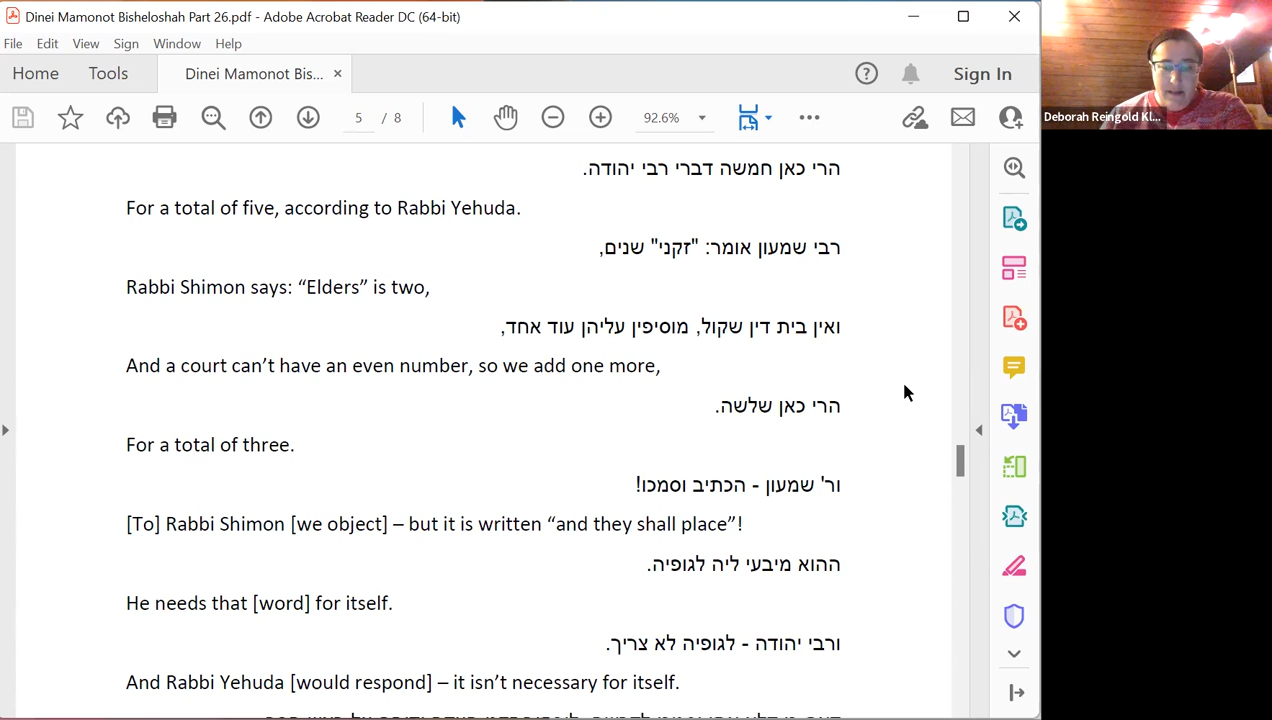 Dinei Mamonot Bisheloshah Part 26.pdf - Adobe Acrobat Reader DC (64-bit)
File Edit View Sign Window Help
Home Tools Dinei Mamonot Bis... × Sign In
5 / 8 92.6%
Deborah Reingold Kl...
הרי כאן חמשה דברי רבי יהודה.
For a total of five, according to Rabbi Yehuda.
רבי שמעון אומר: "זקני" שנים,
Rabbi Shimon says: “Elders” is two,
ואין בית דין שקול, מוסיפין עליהן עוד אחד,
And a court can’t have an even number, so we add one more,
הרי כאן שלשה.
For a total of three.
ור' שמעון - הכתיב וסמכו!
[To] Rabbi Shimon [we object] – but it is written “and they shall place”!
ההוא מיבעי ליה לגופיה.
He needs that [word] for itself.
ורבי יהודה - לגופיה לא צריך.
And Rabbi Yehuda [would respond] – it isn’t necessary for itself.